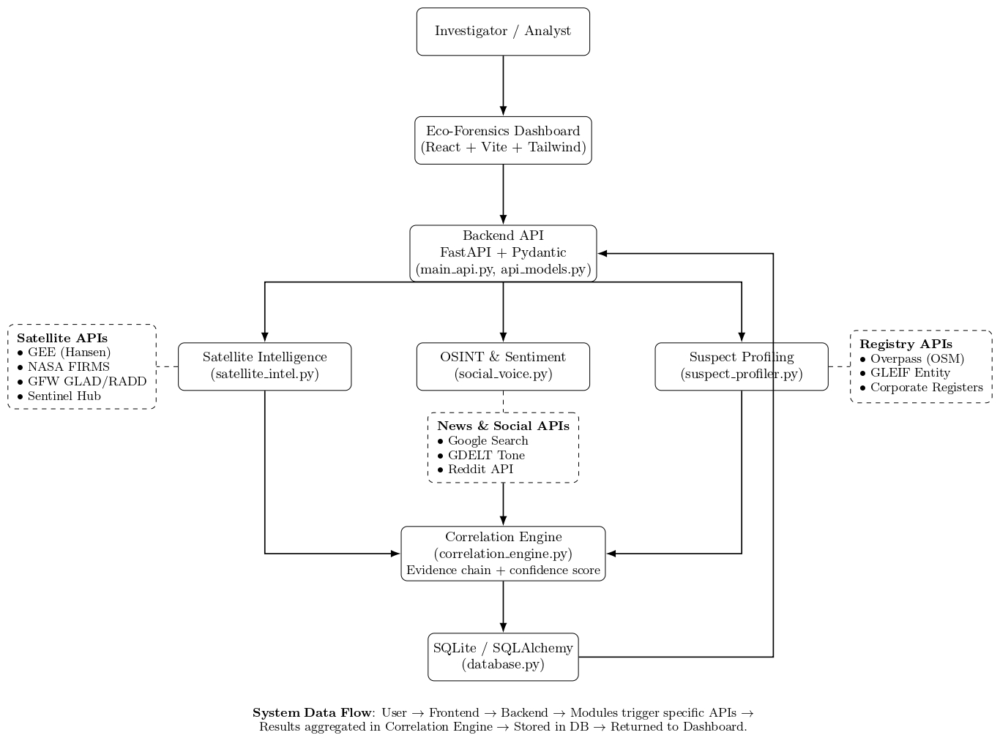 Investigator / Analyst
Eco-Forensics Dashboard
(React + Vite + Tailwind)
Backend API
FastAPI + Pydantic
(main_api.py, api_models.py)
Satellite APIs
● GEE (Hansen)
● NASA FIRMS
● GFW GLAD/RADD
● Sentinel Hub
Satellite Intelligence
(satellite_intel.py)
OSINT & Sentiment
(social_voice.py)
Suspect Profiling
(suspect_profiler.py)
Registry APIs
● Overpass (OSM)
● GLEIF Entity
● Corporate Registers
News & Social APIs
● Google Search
● GDELT Tone
● Reddit API
Correlation Engine
(correlation_engine.py)
Evidence chain + confidence score
SQLite / SQLAlchemy
(database.py)
System Data Flow: User → Frontend → Backend → Modules trigger specific APIs →
Results aggregated in Correlation Engine → Stored in DB → Returned to Dashboard.